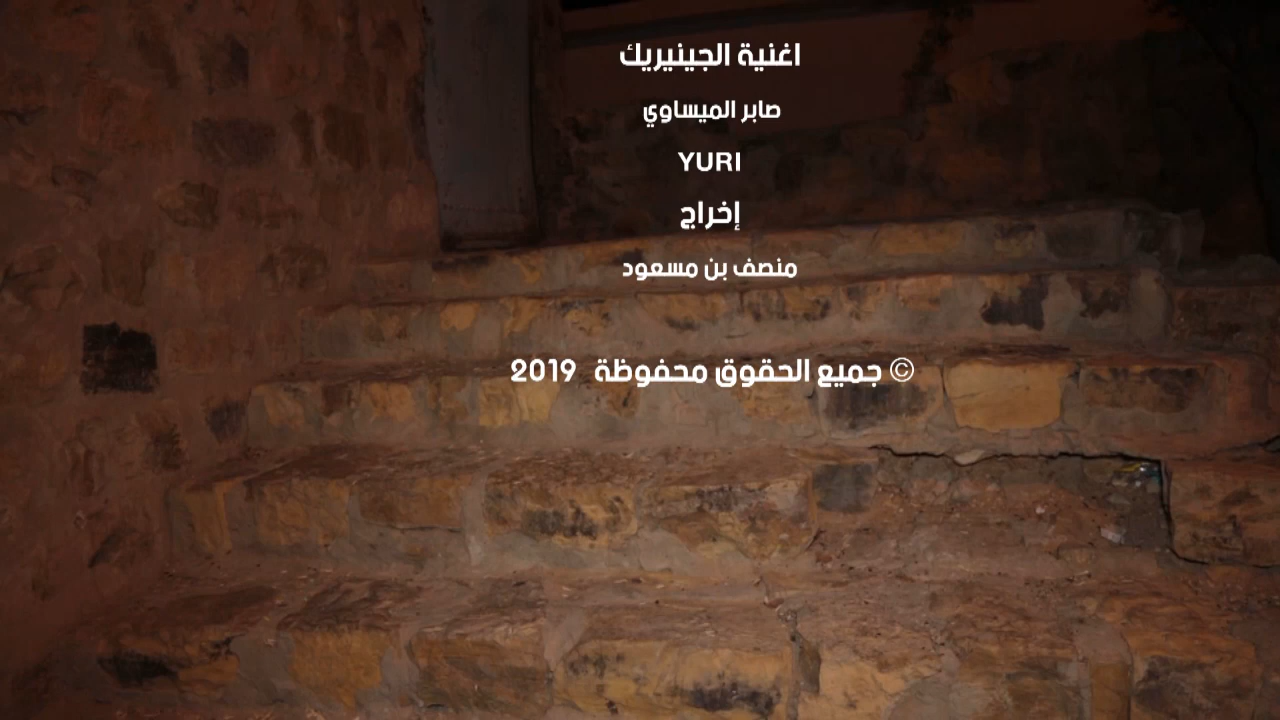 اغنية الجينيريك
صابر الميساوي
YURI
إخراج
منصف بن مسعود
© جميع الحقوق محفوظة 2019